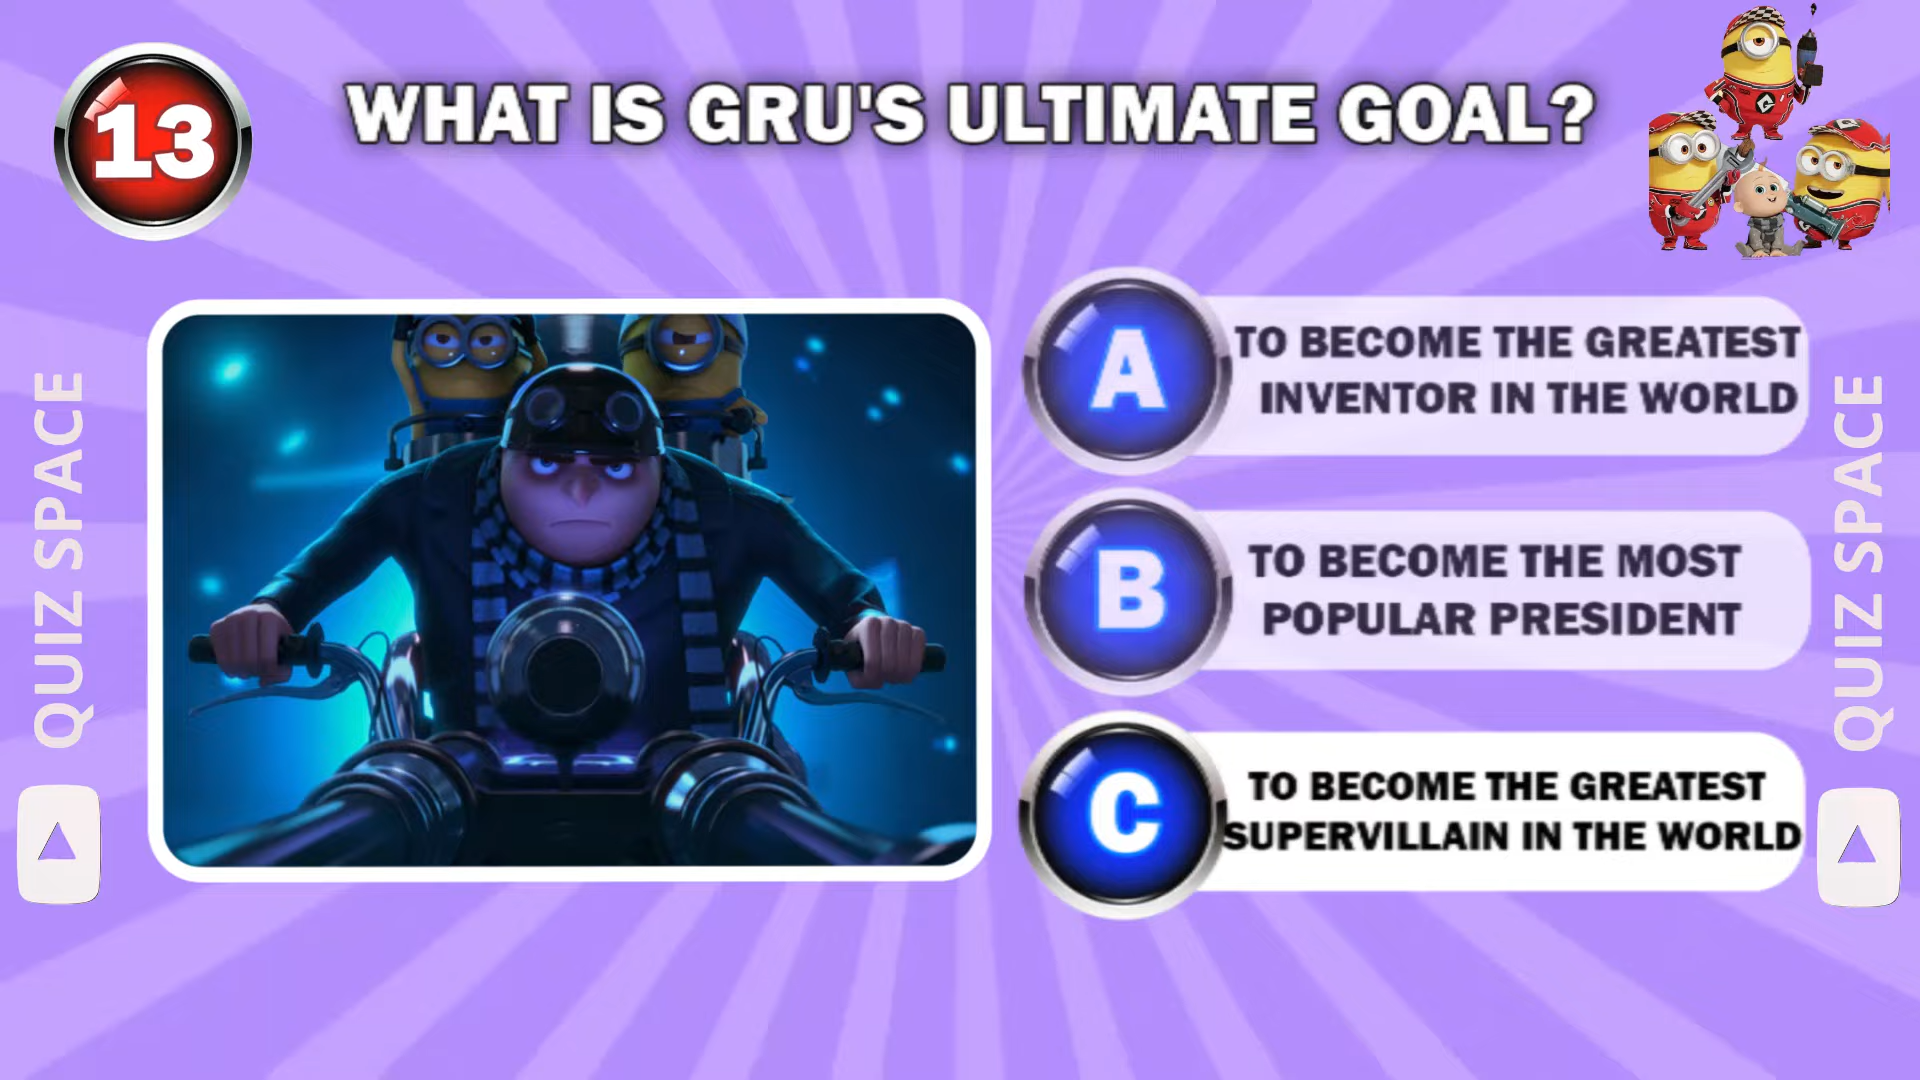 13
WHAT IS GRU'S ULTIMATE GOAL?
A
TO BECOME THE GREATEST
INVENTOR IN THE WORLD
B
TO BECOME THE MOST
POPULAR PRESIDENT
C
TO BECOME THE GREATEST
SUPERVILLAIN IN THE WORLD
QUIZ SPACE
QUIZ SPACE